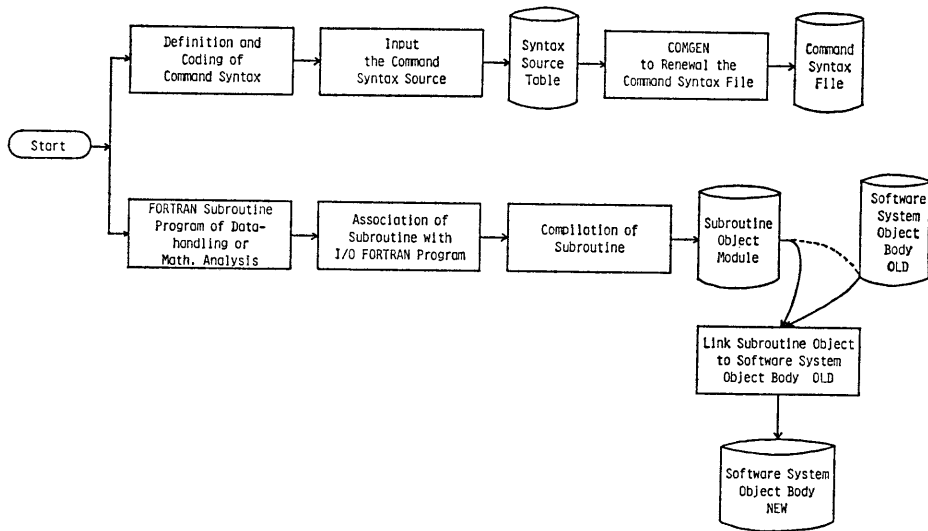 Definition and
Coding of
Command Syntax
Input
the Command
Syntax Source
Syntax
Source
Table
COMGEN
to Renewal the
Command Syntax File
Command
Syntax
File
Start
FORTRAN Subroutine
Program of Data-
handling or
Math. Analysis
Association of
Subroutine with
I/O FORTRAN Program
Compilation of
Subroutine
Subroutine
Object
Module
Software
System
Object
Body
OLD
Link Subroutine Object
to Software System
Object Body OLD
Software System
Object Body
NEW